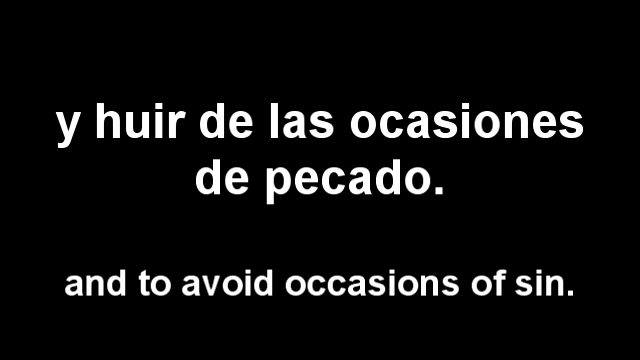 y huir de las ocasiones
de pecado.
and to avoid occasions of sin.